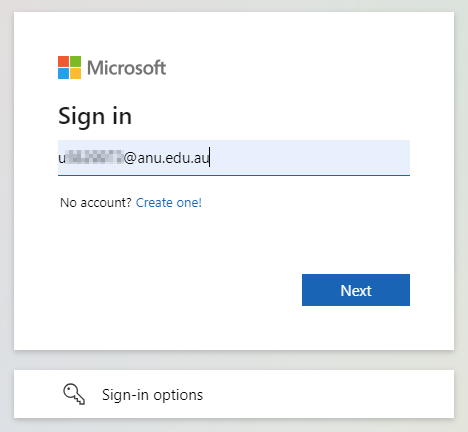 Microsoft
Sign in
@anu.edu.au
No account? Create one!
Next
Sign-in options